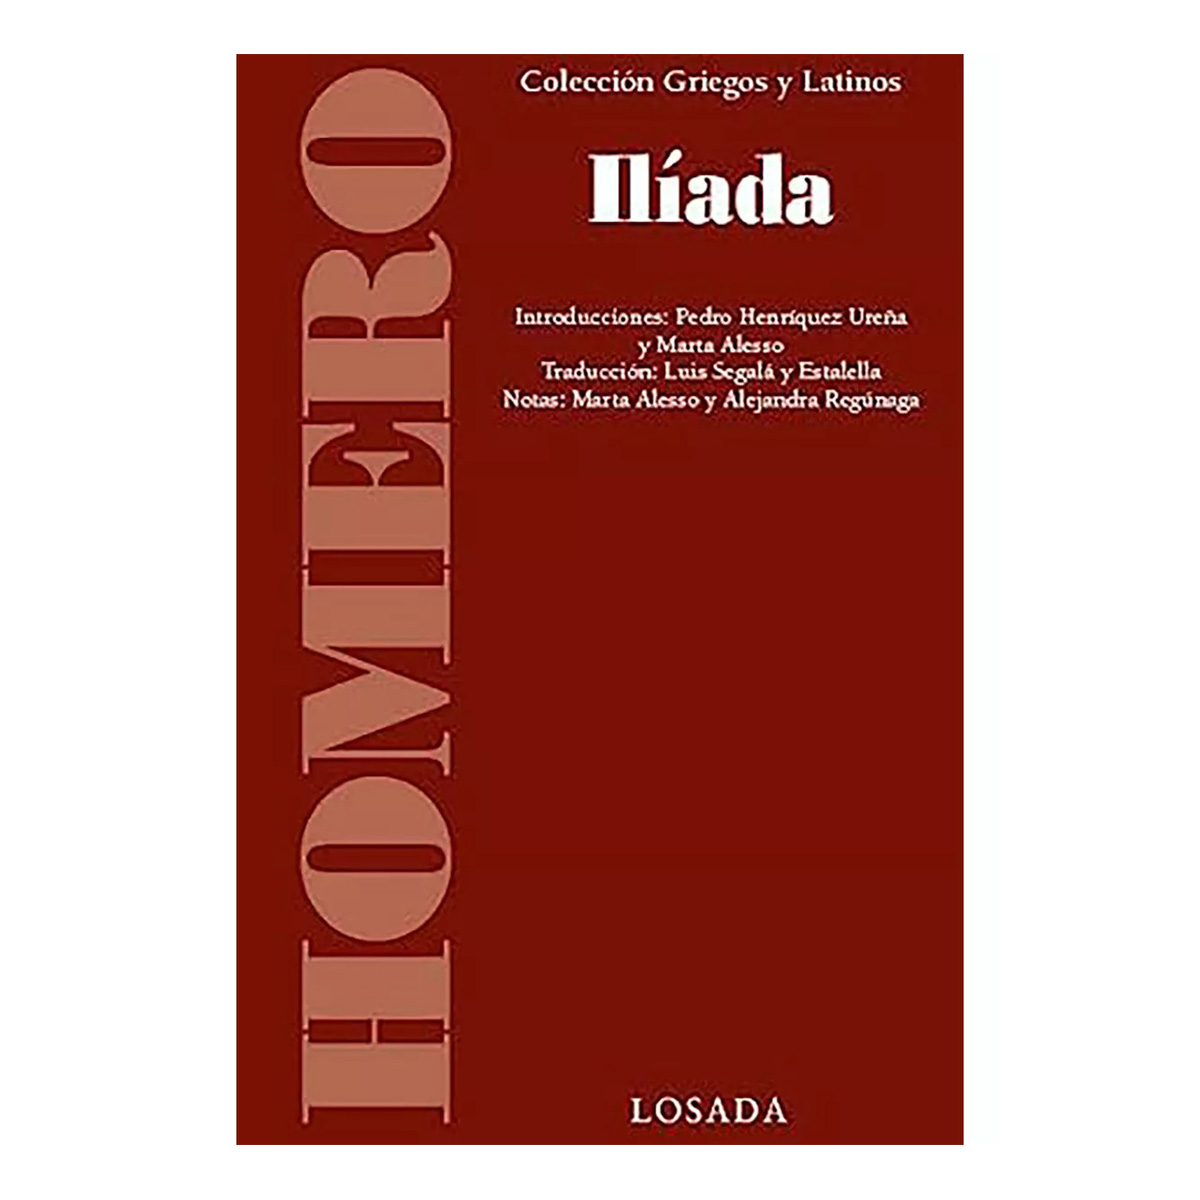 HOMERO
Colección Griegos y Latinos
Ilíada
Introducciones: Pedro Henríquez Ureña
y Marta Alesso
Traducción: Luis Segalá y Estalella
Notas: Marta Alesso y Alejandra Regúnaga
LOSADA